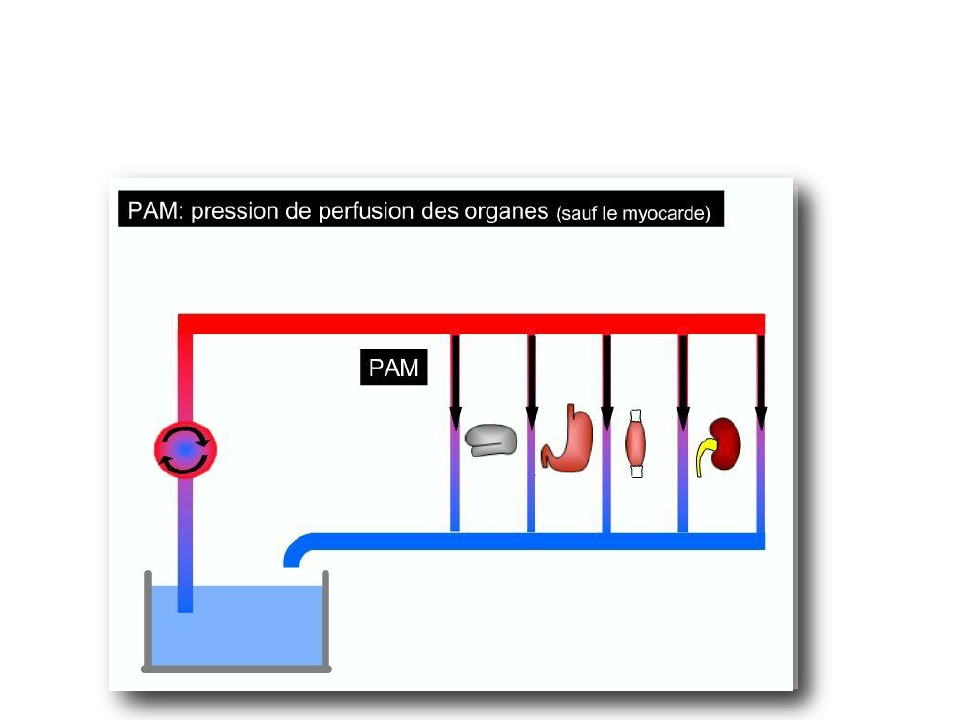 PAM: pression de perfusion des organes (sauf le myocarde)
PAM